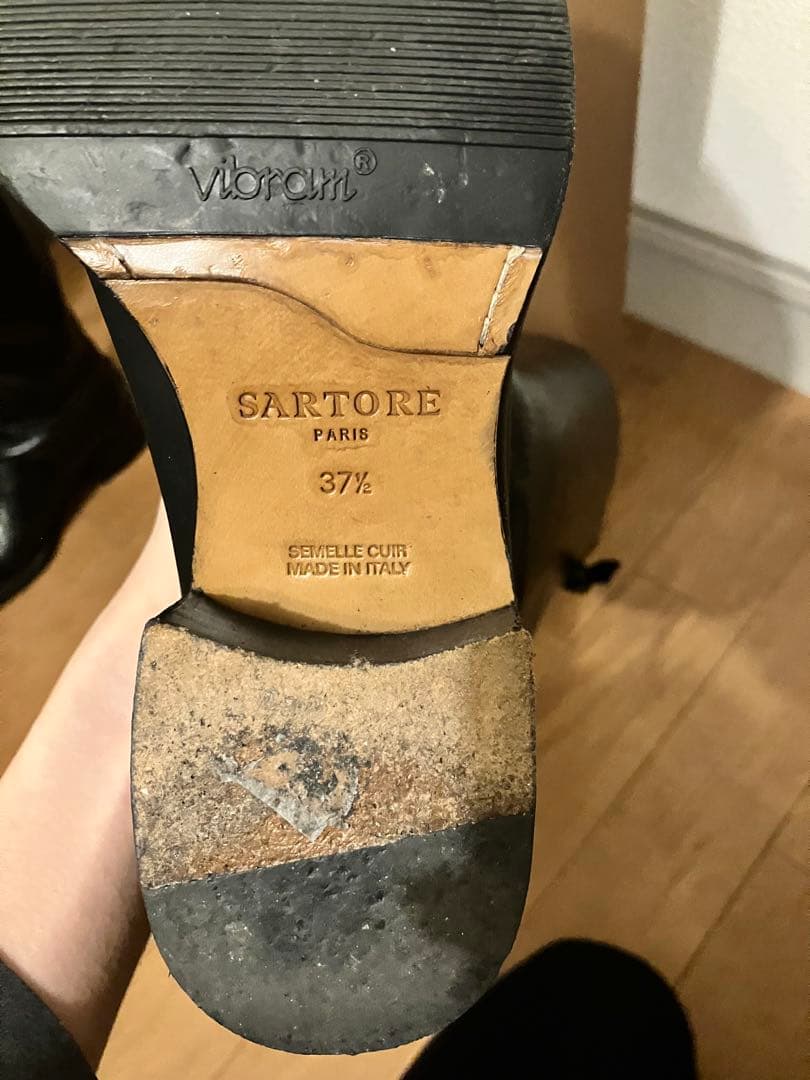 vibram®
SARTORE
PARIS
37½
SEMELLE CUIR
MADE IN ITALY